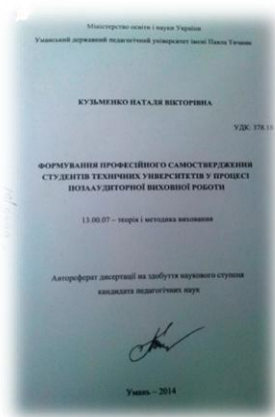 Міністерство освіти і науки України
Уманський державний педагогічний університет імені Павла Тичини
КУЗЬМЕНКО НАТАЛЯ ВІКТОРІВНА
УДК: 378.15
ФОРМУВАННЯ ПРОФЕСІЙНОГО САМОСТВЕРДЖЕННЯ
СТУДЕНТІВ ТЕХНІЧНИХ УНІВЕРСИТЕТІВ У ПРОЦЕСІ
ПОЗААУДИТОРНОЇ ВИХОВНОЇ РОБОТИ
13.00.07 – теорія і методика виховання
Автореферат дисертації на здобуття наукового ступеня
кандидата педагогічних наук
Умань – 2014